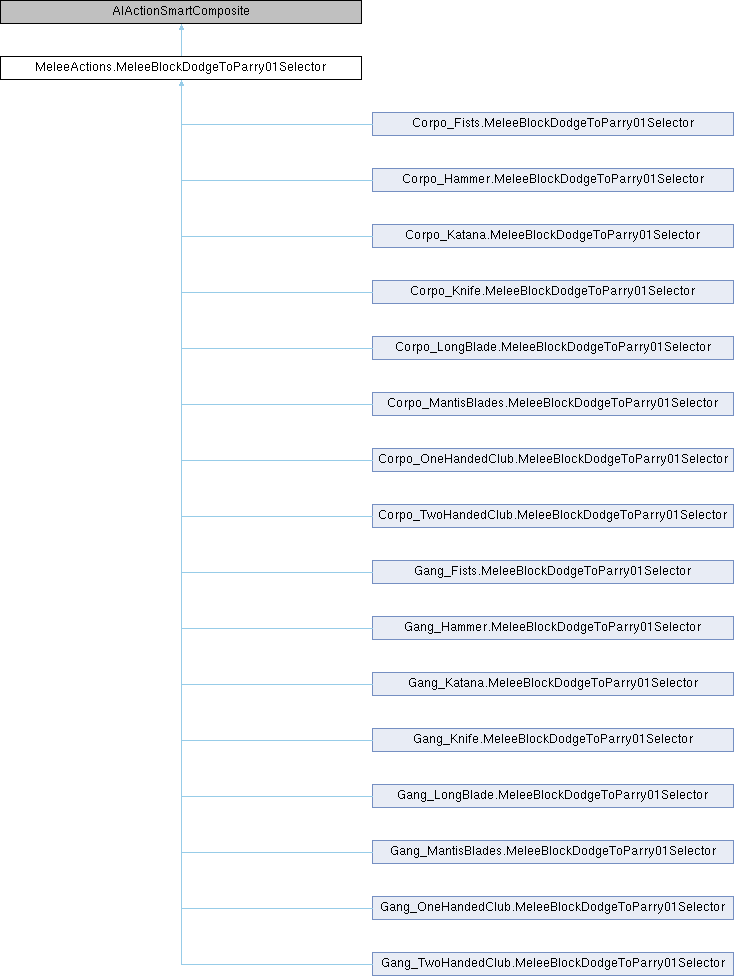 AIActionSmartComposite
MeleeActions.MeleeBlockDodgeToParry01Selector
Corpo_Fists.MeleeBlockDodgeToParry01Selector
Corpo_Hammer.MeleeBlockDodgeToParry01Selector
Corpo_Katana.MeleeBlockDodgeToParry01Selector
Corpo_Knife.MeleeBlockDodgeToParry01Selector
Corpo_LongBlade.MeleeBlockDodgeToParry01Selector
Corpo_MantisBlades.MeleeBlockDodgeToParry01Selector
Corpo_OneHandedClub.MeleeBlockDodgeToParry01Selector
Corpo_TwoHandedClub.MeleeBlockDodgeToParry01Selector
Gang_Fists.MeleeBlockDodgeToParry01Selector
Gang_Hammer.MeleeBlockDodgeToParry01Selector
Gang_Katana.MeleeBlockDodgeToParry01Selector
Gang_Knife.MeleeBlockDodgeToParry01Selector
Gang_LongBlade.MeleeBlockDodgeToParry01Selector
Gang_MantisBlades.MeleeBlockDodgeToParry01Selector
Gang_OneHandedClub.MeleeBlockDodgeToParry01Selector
Gang_TwoHandedClub.MeleeBlockDodgeToParry01Selector